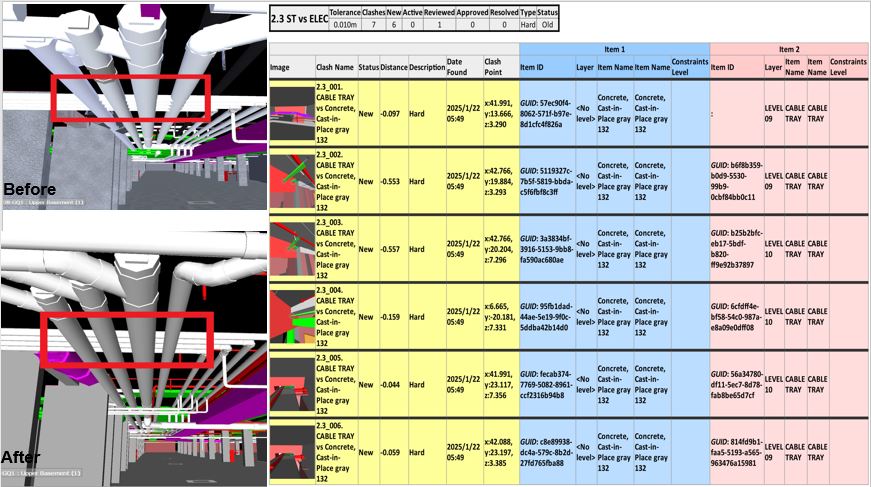 Before
08-GQ1 : Upper Basement (1)
After
GQ1 : Upper Basement (1)
2.3 ST vs ELEC
Tolerance Clashes New Active Reviewed Approved Resolved Type Status
0.010m 7 6 0 1 0 0 Hard Old
Item 1 Item 2
Image Clash Name Status Distance Description Date Found Clash Point Item ID Layer Item Name Item Name Constraints Level Item ID Layer Item Name Item Name Constraints Level
2.3_001. CABLE TRAY vs Concrete, Cast-in-Place gray 132 New -0.097 Hard 2025/1/22 05:49 x:41.991, y:13.666, z:3.290 GUID: 57ec90f4-8062-571f-b97e-8d1cfc4f826a <No level> Concrete, Cast-in-Place gray 132 Concrete, Cast-in-Place gray 132 : LEVEL 09 CABLE TRAY CABLE TRAY
2.3_002. CABLE TRAY vs Concrete, Cast-in-Place gray 132 New -0.553 Hard 2025/1/22 05:49 x:42.766, y:19.884, z:3.293 GUID: 5119327c-7b5f-5819-bbda-c5f6fbf8c3ff <No level> Concrete, Cast-in-Place gray 132 Concrete, Cast-in-Place gray 132 GUID: b6f8b359-b0d9-5530-99b9-0cbf84bb0c11 LEVEL 09 CABLE TRAY CABLE TRAY
2.3_003. CABLE TRAY vs Concrete, Cast-in-Place gray 132 New -0.557 Hard 2025/1/22 05:49 x:42.766, y:20.204, z:7.296 GUID: 3a3834bf-3916-5153-9bb8-fa590ac680ae <No level> Concrete, Cast-in-Place gray 132 Concrete, Cast-in-Place gray 132 GUID: b25b2bfc-eb17-5bdf-b820-ff9e92b37897 LEVEL 10 CABLE TRAY CABLE TRAY
2.3_004. CABLE TRAY vs Concrete, Cast-in-Place gray 132 New -0.159 Hard 2025/1/22 05:49 x:6.665, y:-20.181, z:7.331 GUID: 95fb1dad-44ae-5e19-9f0c-5ddba42b14d0 <No level> Concrete, Cast-in-Place gray 132 Concrete, Cast-in-Place gray 132 GUID: 6cfdff4e-bf58-54c0-987a-e8a09e0dff08 LEVEL 10 CABLE TRAY CABLE TRAY
2.3_005. CABLE TRAY vs Concrete, Cast-in-Place gray 132 New -0.044 Hard 2025/1/22 05:49 x:41.991, y:23.117, z:7.356 GUID: fecab374-7769-5082-8961-ccf2316b94b8 <No level> Concrete, Cast-in-Place gray 132 Concrete, Cast-in-Place gray 132 GUID: 56a34780-df11-5ec7-8d78-fab8be65d7cf LEVEL 10 CABLE TRAY CABLE TRAY
2.3_006. CABLE TRAY vs Concrete, Cast-in-Place gray 132 New -0.059 Hard 2025/1/22 05:49 x:42.088, y:23.197, z:3.385 GUID: c8e89938-dc4a-579c-8b2d-27fd765fba88 <No level> Concrete, Cast-in-Place gray 132 Concrete, Cast-in-Place gray 132 GUID: 814fd9b1-faa5-5193-a565-963476a15981 LEVEL 09 CABLE TRAY CABLE TRAY